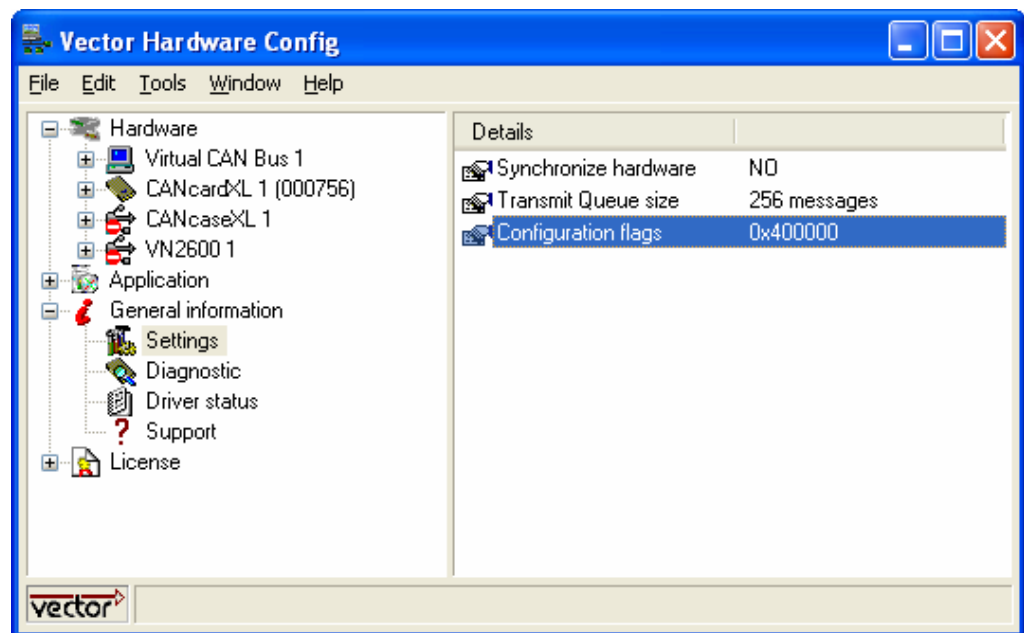 Vector Hardware Config
File Edit Tools Window Help
Hardware
Virtual CAN Bus 1
CANcardXL 1 (000756)
CANcaseXL 1
VN2600 1
Application
General information
Settings
Diagnostic
Driver status
Support
License
Details
Synchronize hardware NO
Transmit Queue size 256 messages
Configuration flags 0x400000
vector